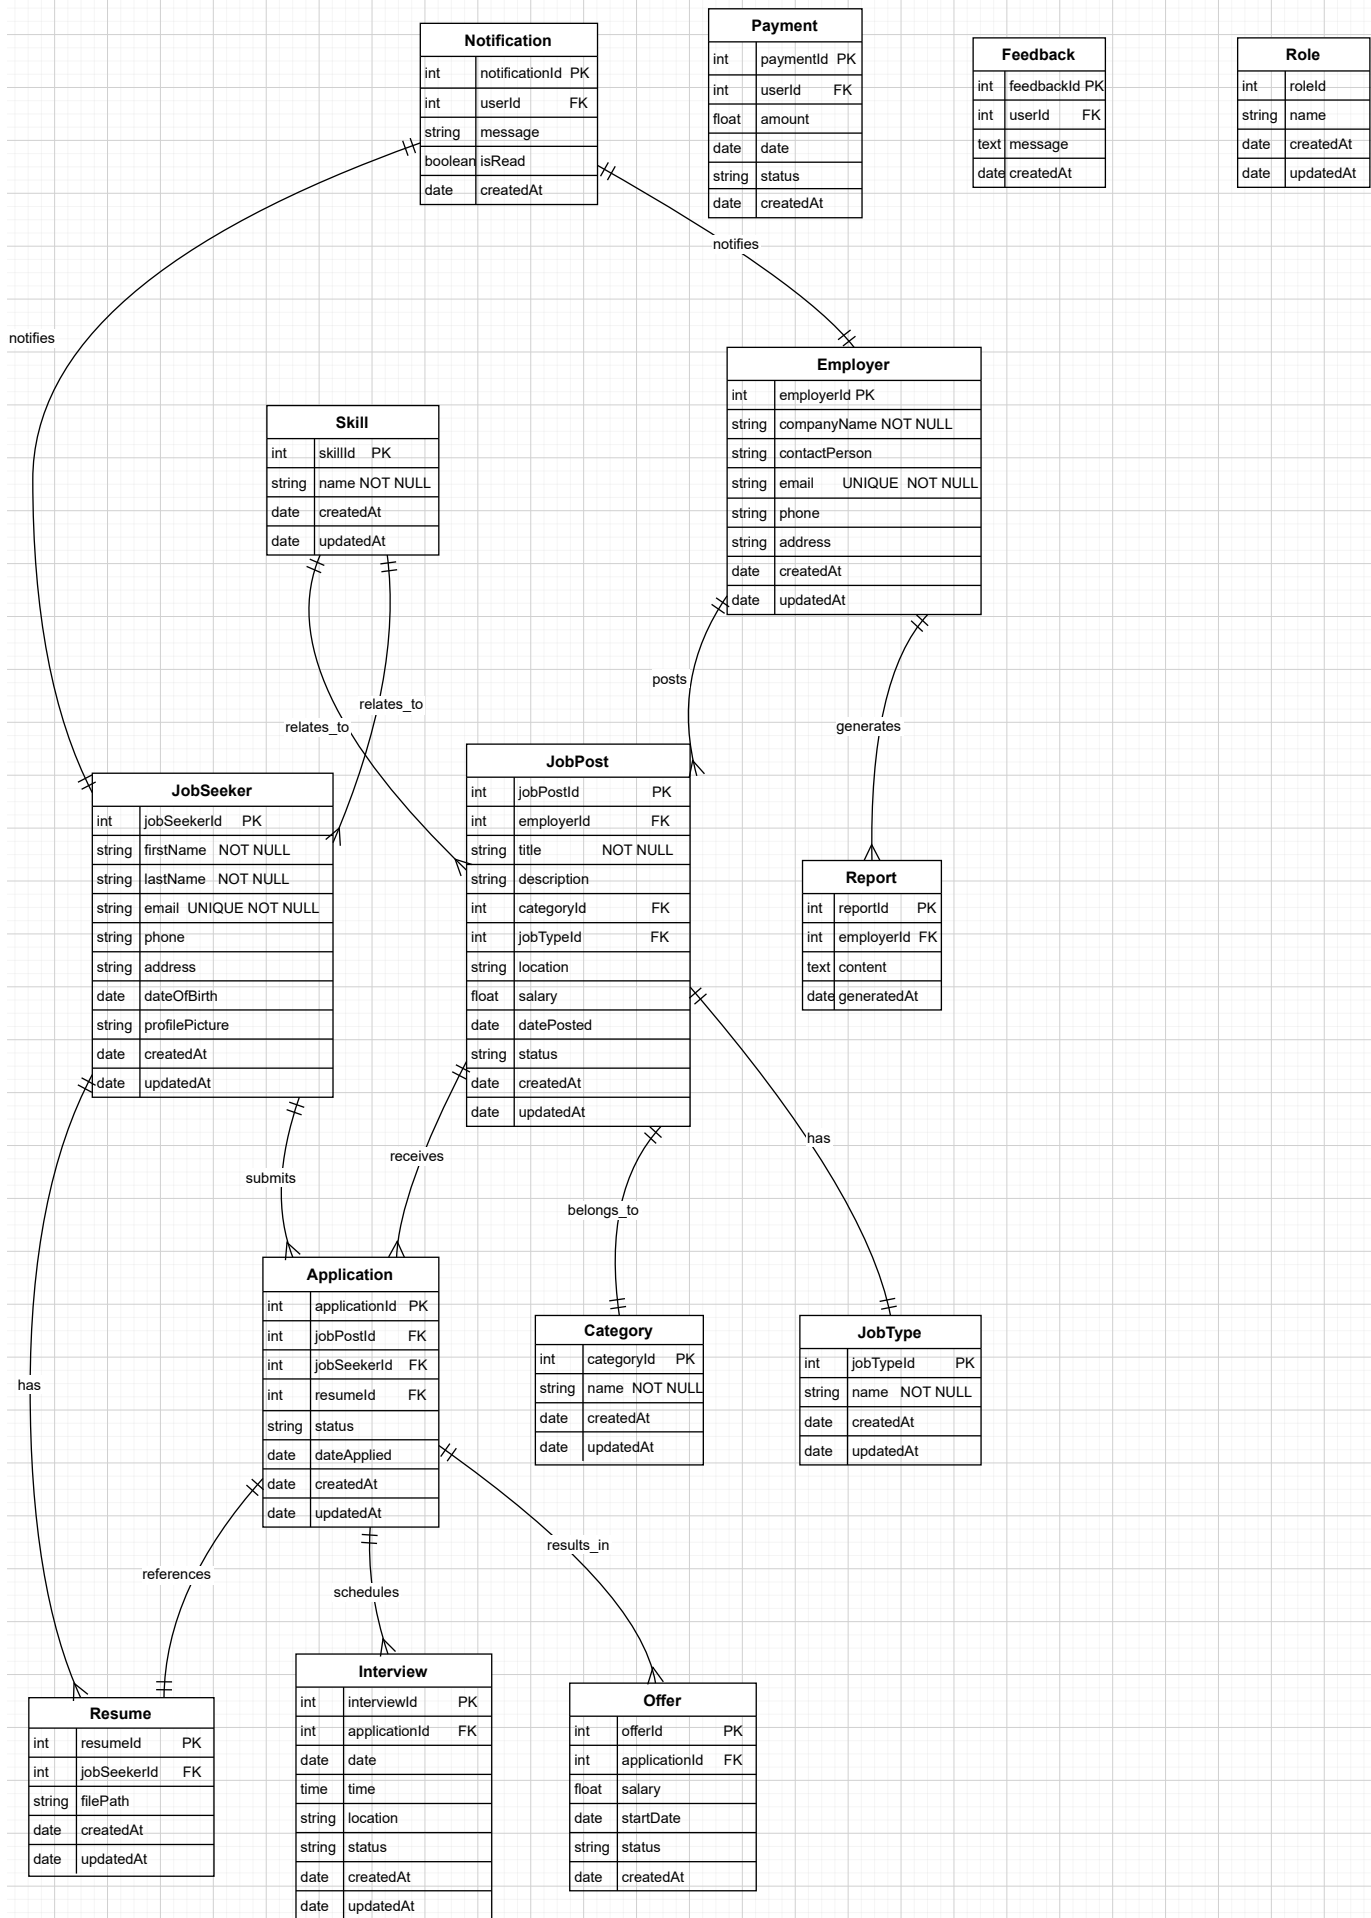 Notification
int notificationId PK
int userId FK
string message
boolean isRead
date createdAt
Payment
int paymentId PK
int userId FK
float amount
date date
string status
date createdAt
Feedback
int feedbackId PK
int userId FK
text message
date createdAt
Role
int roleId
string name
date createdAt
date updatedAt
notifies
notifies
Employer
int employerId PK
string companyName NOT NULL
string contactPerson
string email UNIQUE NOT NULL
string phone
string address
date createdAt
date updatedAt
Skill
int skillId PK
string name NOT NULL
date createdAt
date updatedAt
posts
generates
relates_to
relates_to
JobSeeker
int jobSeekerId PK
string firstName NOT NULL
string lastName NOT NULL
string email UNIQUE NOT NULL
string phone
string address
date dateOfBirth
string profilePicture
date createdAt
date updatedAt
JobPost
int jobPostId PK
int employerId FK
string title NOT NULL
string description
int categoryId FK
int jobTypeId FK
string location
float salary
date datePosted
string status
date createdAt
date updatedAt
Report
int reportId PK
int employerId FK
text content
date generatedAt
submits
receives
belongs_to
has
has
Application
int applicationId PK
int jobPostId FK
int jobSeekerId FK
int resumeId FK
string status
date dateApplied
date createdAt
date updatedAt
Category
int categoryId PK
string name NOT NULL
date createdAt
date updatedAt
JobType
int jobTypeId PK
string name NOT NULL
date createdAt
date updatedAt
references
schedules
results_in
Resume
int resumeId PK
int jobSeekerId FK
string filePath
date createdAt
date updatedAt
Interview
int interviewId PK
int applicationId FK
date date
time time
string location
string status
date createdAt
date updatedAt
Offer
int offerId PK
int applicationId FK
float salary
date startDate
string status
date createdAt